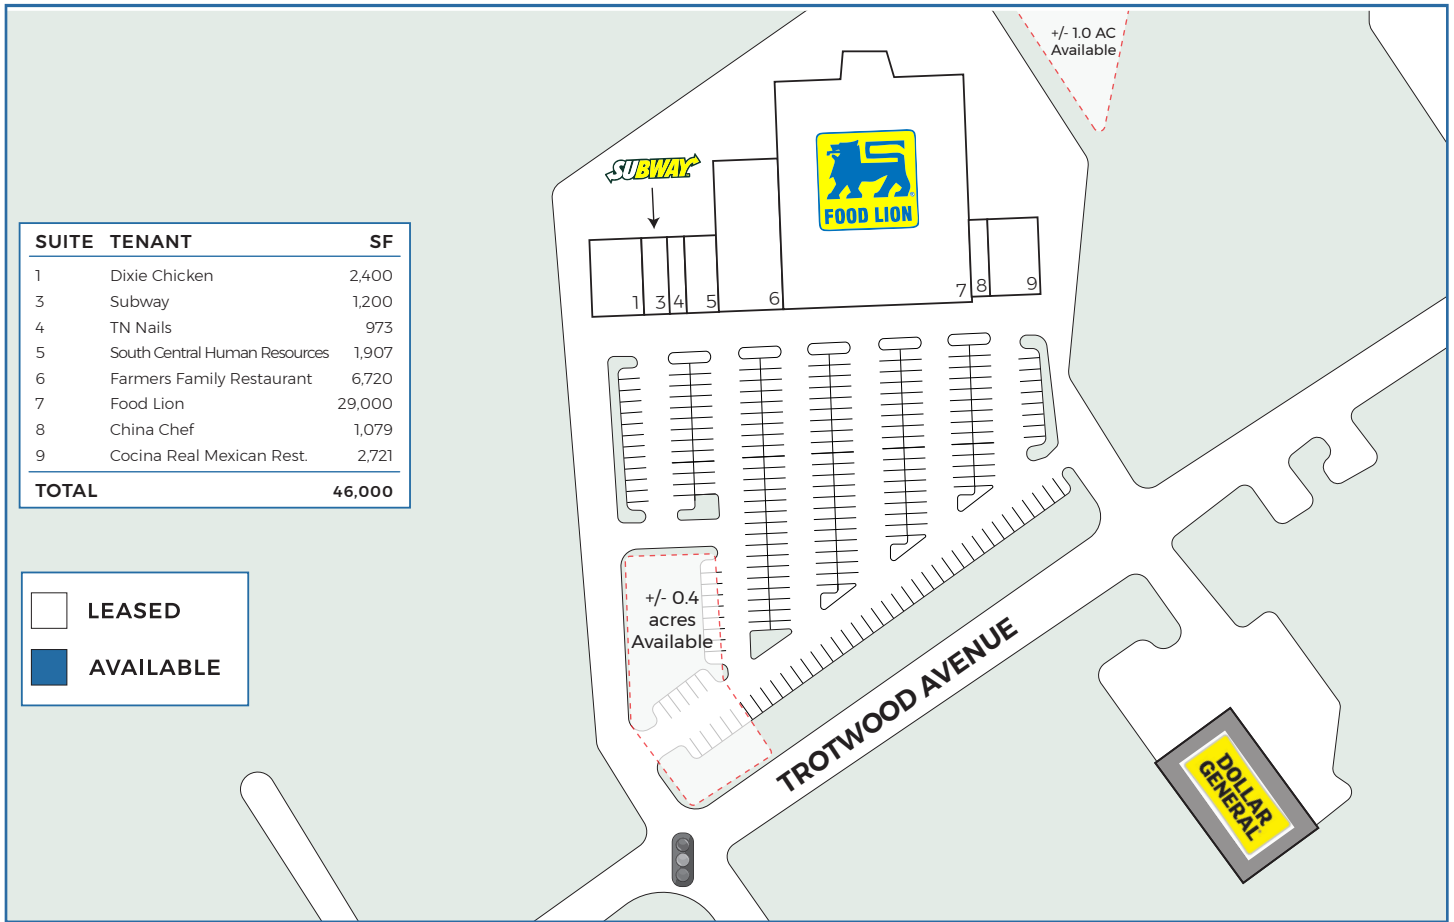 +/- 1.0 AC
Available
SUBWAY
FOOD LION
SUITE TENANT SF
1 Dixie Chicken 2,400
3 Subway 1,200
4 TN Nails 973
5 South Central Human Resources 1,907
6 Farmers Family Restaurant 6,720
7 Food Lion 29,000
8 China Chef 1,079
9 Cocina Real Mexican Rest. 2,721
TOTAL 46,000
1 3 4 5 6 7 8 9
LEASED
AVAILABLE
+/- 0.4
acres
Available
TROTWOOD AVENUE
DOLLAR
GENERAL